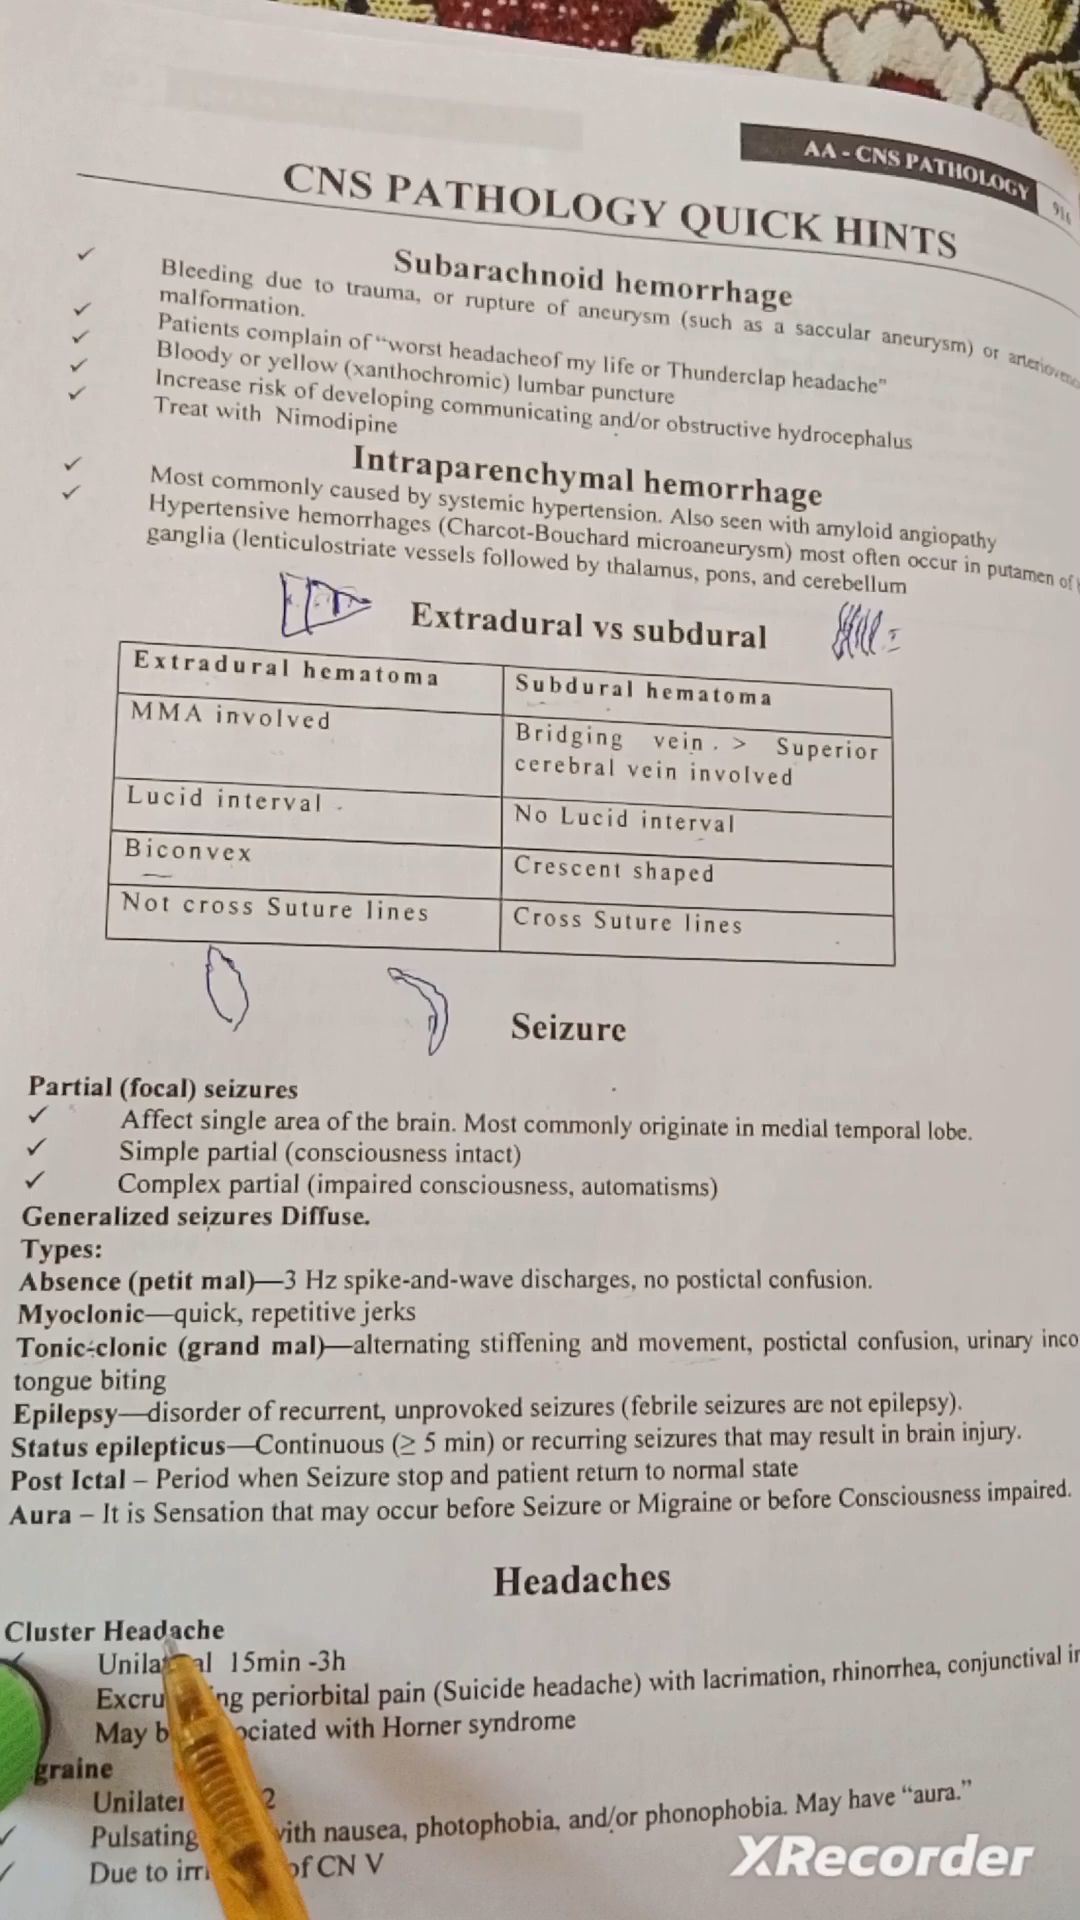 AA - CNS PATHOLOGY
916
CNS PATHOLOGY QUICK HINTS
Subarachnoid hemorrhage
✓ Bleeding due to trauma, or rupture of aneurysm (such as a saccular aneurysm) or
malformation.
✓ Patients complain of "worst headacheof my life or Thunderclap headache"
✓ Bloody or yellow (xanthochromic) lumbar puncture
✓ Increase risk of developing communicating and/or obstructive hydrocephalus
✓ Treat with Nimodipine
Intraparenchymal hemorrhage
✓ Most commonly caused by systemic hypertension. Also seen with amyloid angiopathy
✓ Hypertensive hemorrhages (Charcot-Bouchard microaneurysm) most often occur in putamen of
ganglia (lenticulostriate vessels followed by thalamus, pons, and cerebellum
Extradural vs subdural
Extradural hematoma
Subdural hematoma
MMA involved
Bridging vein. > Superior
cerebral vein involved
Lucid interval
No Lucid interval
Biconvex
Crescent shaped
Not cross Suture lines
Cross Suture lines
Seizure
Partial (focal) seizures
✓ Affect single area of the brain. Most commonly originate in medial temporal lobe.
✓ Simple partial (consciousness intact)
✓ Complex partial (impaired consciousness, automatisms)
Generalized seizures Diffuse.
Types:
Absence (petit mal)—3 Hz spike-and-wave discharges, no postictal confusion.
Myoclonic—quick, repetitive jerks
Tonic-clonic (grand mal)—alternating stiffening and movement, postictal confusion, urinary inco
tongue biting
Epilepsy—disorder of recurrent, unprovoked seizures (febrile seizures are not epilepsy).
Status epilepticus—Continuous (≥ 5 min) or recurring seizures that may result in brain injury.
Post Ictal – Period when Seizure stop and patient return to normal state
Aura – It is Sensation that may occur before Seizure or Migraine or before Consciousness impaired.
Headaches
Cluster Headache
15min -3h
periorbital pain (Suicide headache) with lacrimation, rhinorrhea, conjunctival
May with Horner syndrome
graine
✓ Pulsating with nausea, photophobia, and/or phonophobia. May have "aura."
✓ Due to of CN V
XRecorder